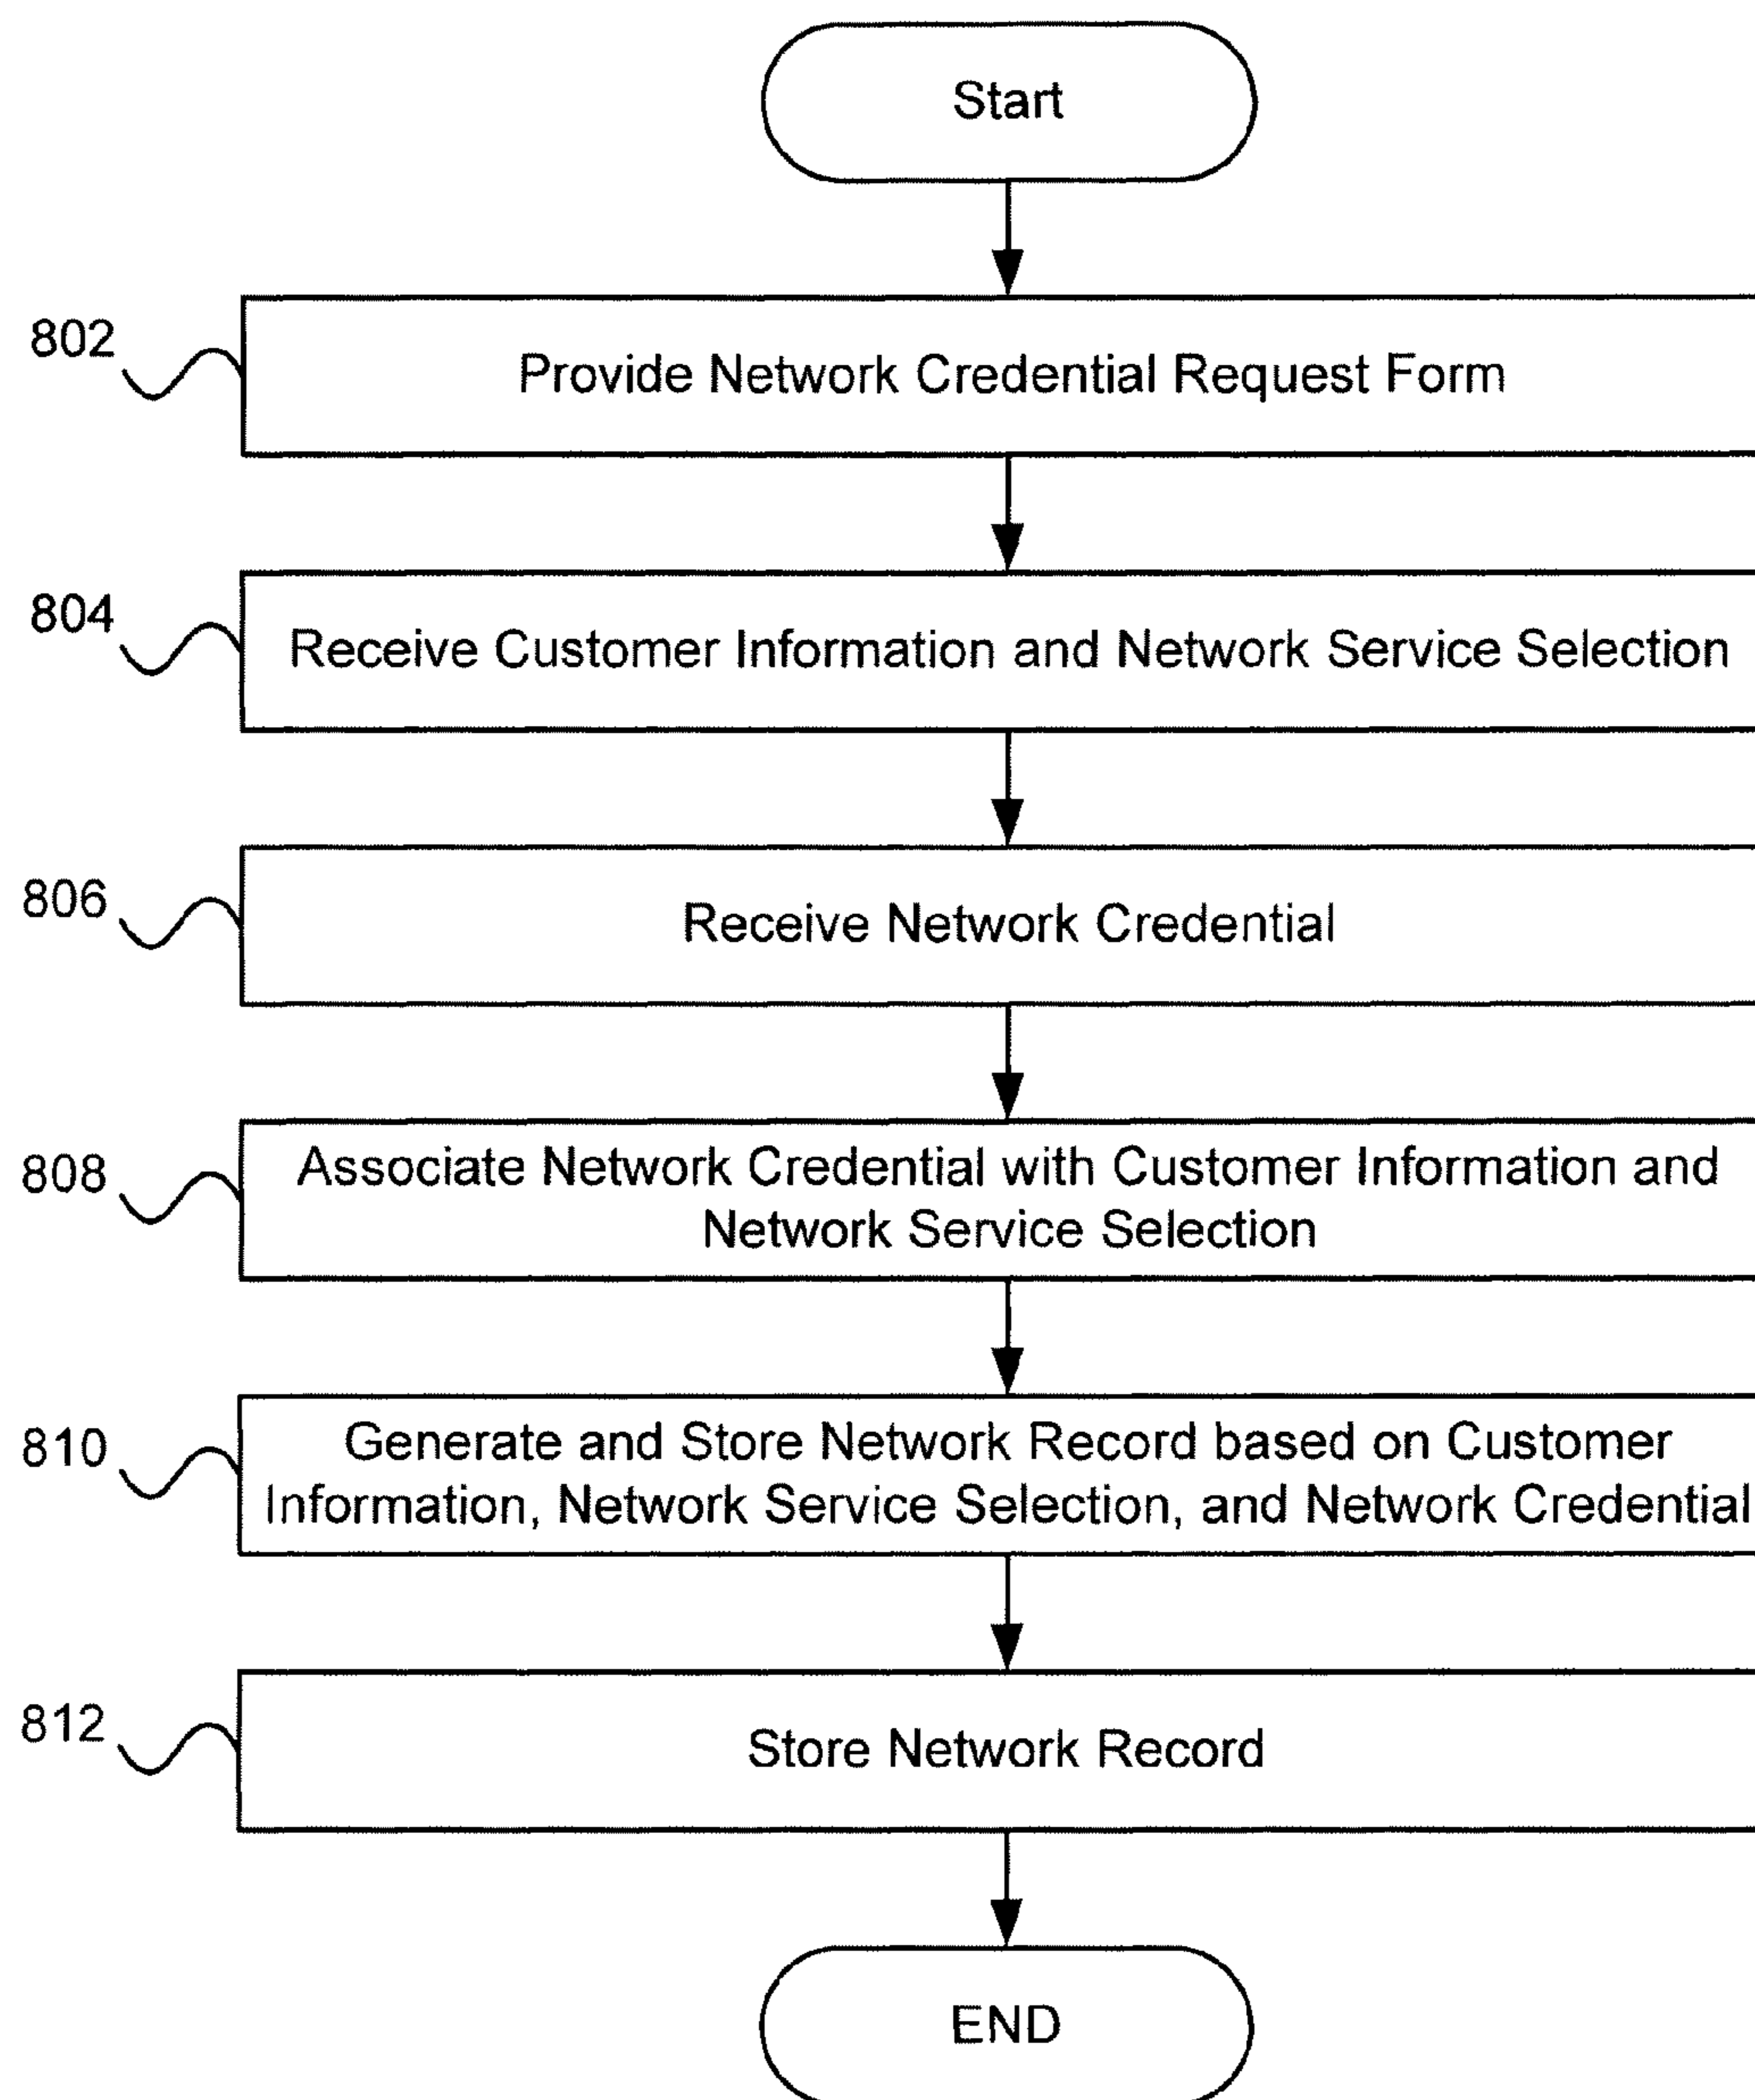 Start
802
Provide Network Credential Request Form
804
Receive Customer Information and Network Service Selection
806
Receive Network Credential
808
Associate Network Credential with Customer Information and
Network Service Selection
810
Generate and Store Network Record based on Customer
Information, Network Service Selection, and Network Credential
812
Store Network Record
END